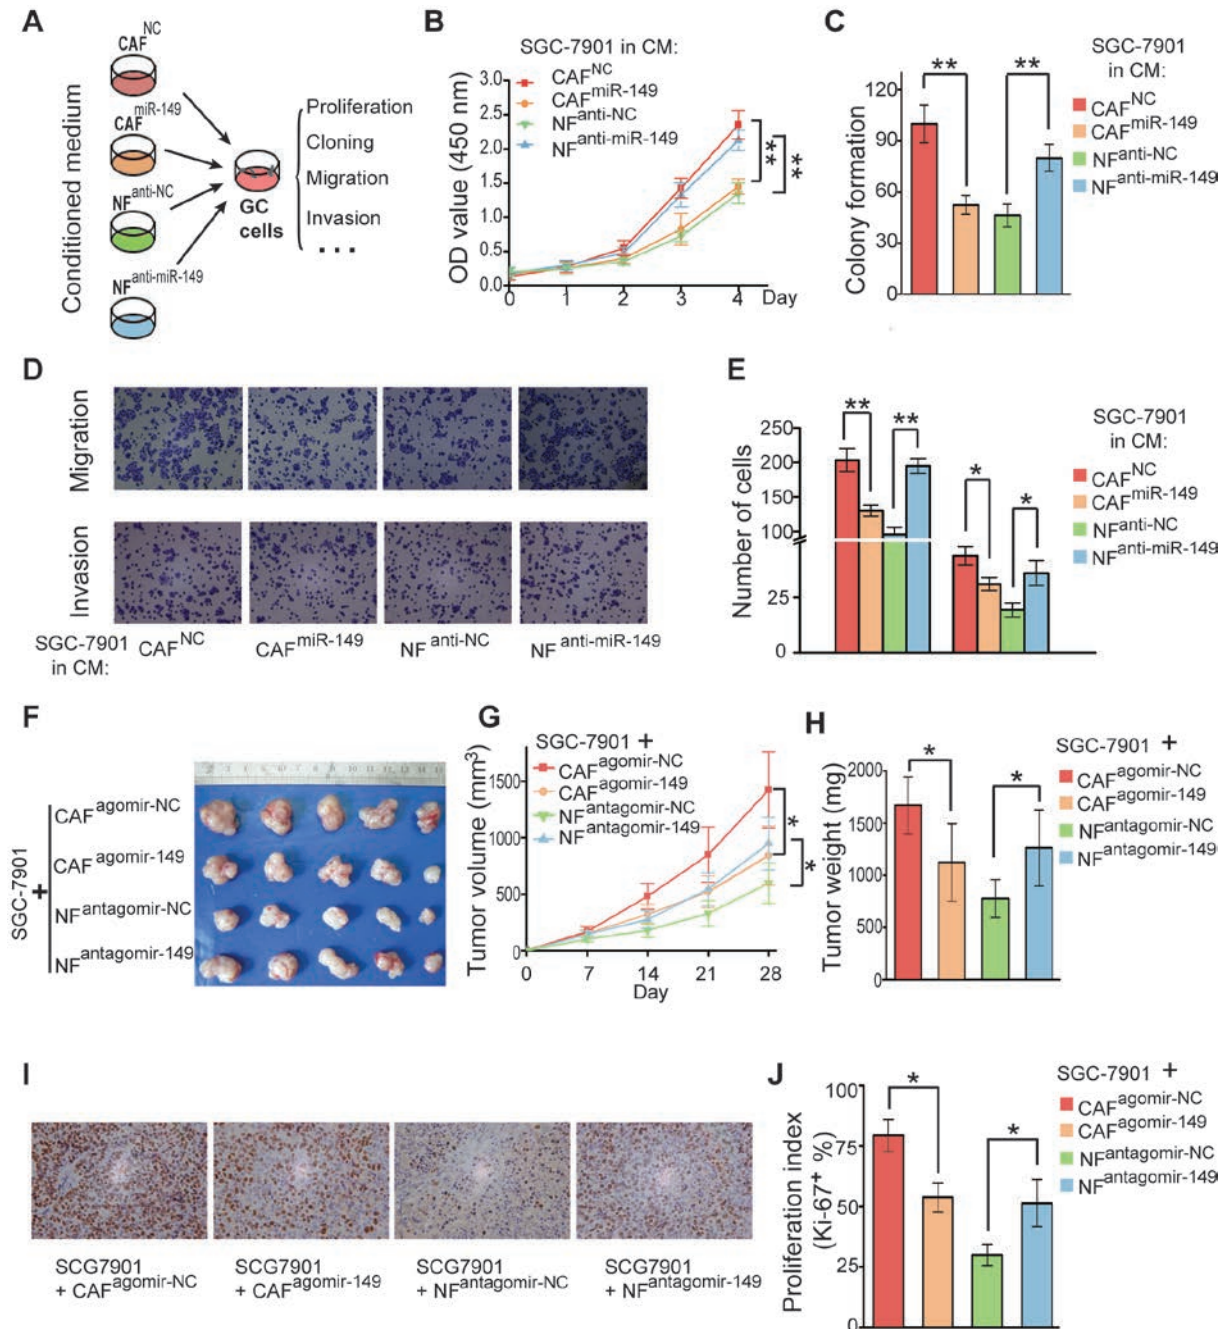 A
Conditioned medium
CAF^NC
CAF^miR-149
NF^anti-NC
NF^anti-miR-149
GC
cells
Proliferation
Cloning
Migration
Invasion
...
B
SGC-7901 in CM:
CAF^NC
CAF^miR-149
NF^anti-NC
NF^anti-miR-149
OD value (450 nm)
3.0
2.5
2.0
1.5
1.0
0.5
0.0
0 1 2 3 4 Day
**
**
C
SGC-7901
in CM:
CAF^NC
CAF^miR-149
NF^anti-NC
NF^anti-miR-149
Colony formation
120
90
60
30
0
** **
D
Migration
Invasion
SGC-7901
in CM:
CAF^NC CAF^miR-149 NF^anti-NC NF^anti-miR-149
E
SGC-7901
in CM:
CAF^NC
CAF^miR-149
NF^anti-NC
NF^anti-miR-149
Number of cells
250
200
150
100
25
0
** ** * *
F
SGC-7901
+
CAF^agomir-NC
CAF^agomir-149
NF^antagomir-NC
NF^antagomir-149
G
SGC-7901 +
CAF^agomir-NC
CAF^agomir-149
NF^antagomir-NC
NF^antagomir-149
Tumor volume (mm³)
1500
1000
500
0
0 7 14 21 28
Day
*
*
H
SGC-7901 +
CAF^agomir-NC
CAF^agomir-149
NF^antagomir-NC
NF^antagomir-149
Tumor weight (mg)
2000
1500
1000
500
0
* *
I
SCG7901
+ CAF^agomir-NC
SCG7901
+ CAF^agomir-149
SCG7901
+ NF^antagomir-NC
SCG7901
+ NF^antagomir-149
J
SGC-7901 +
CAF^agomir-NC
CAF^agomir-149
NF^antagomir-NC
NF^antagomir-149
Proliferation index
(Ki-67⁺ %)
100
75
50
25
0
* *